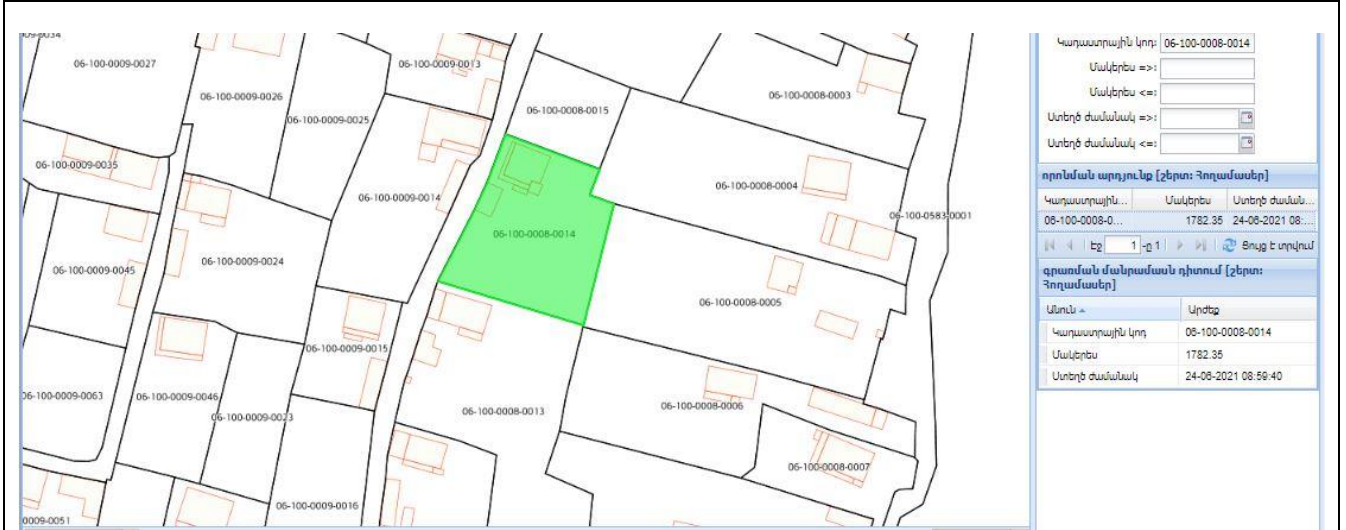 09-0034
06-100-0009-0027
06-100-0009-0013
06-100-0009-0026
06-100-0009-0025
06-100-0008-0015
06-100-0008-0003
06-100-0009-0035
06-100-0009-0014
06-100-0008-0004
06-100-0583-0001
06-100-0008-0014
06-100-0009-0045
06-100-0009-0024
06-100-0008-0005
06-100-0009-0015
06-100-0009-0063
06-100-0009-0046
06-100-0009-0023
06-100-0008-0013
06-100-0008-0006
06-100-0008-0007
06-100-0009-0016
0009-0051
Կադաստրային կոդ: 06-100-0008-0014
Մակերես =>:
Մակերես <=:
Ստեղծ ժամանակ =>:
Ստեղծ ժամանակ <=:
որոնման արդյունք [շերտ: Հողամասեր]
Կադաստրային... Մակերես Ստեղծ ժաման...
06-100-0008-0... 1782.35 24-06-2021 08:...
Էջ 1 -ը 1 Ցույց է տրվում
գրառման մանրամասն դիտում [շերտ:
Հողամասեր]
Անուն Արժեք
Կադաստրային կոդ 06-100-0008-0014
Մակերես 1782.35
Ստեղծ ժամանակ 24-06-2021 08:59:40